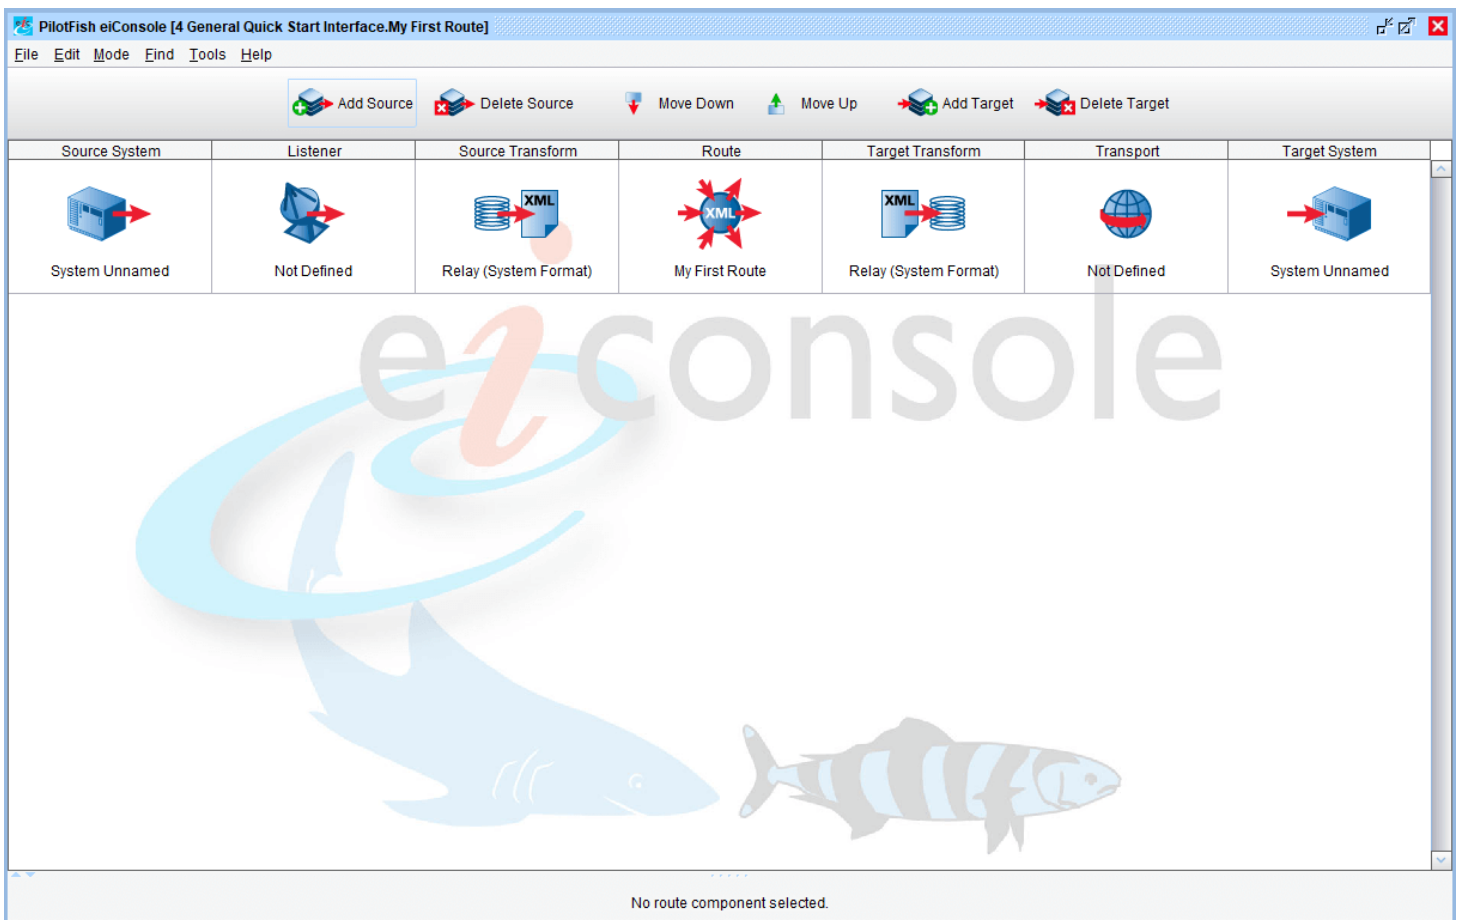 PilotFish eiConsole [4 General Quick Start Interface.My First Route]
File Edit Mode Find Tools Help
Add Source Delete Source Move Down Move Up Add Target Delete Target
Source System Listener Source Transform Route Target Transform Transport Target System
XML XML XML
System Unnamed Not Defined Relay (System Format) My First Route Relay (System Format) Not Defined System Unnamed
eiconsole
No route component selected.